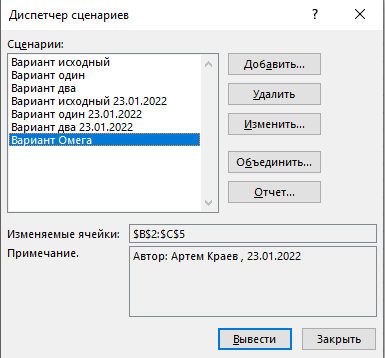 Диспетчер сценариев ? ×
Сценарии:
Вариант исходный
Вариант один
Вариант два
Вариант исходный 23.01.2022
Вариант один 23.01.2022
Вариант два 23.01.2022
Вариант Омега
Добавить...
Удалить
Изменить...
Объединить...
Отчет...
Изменяемые ячейки: $B$2:$C$5
Примечание. Автор: Артем Краев , 23.01.2022
Вывести Закрыть